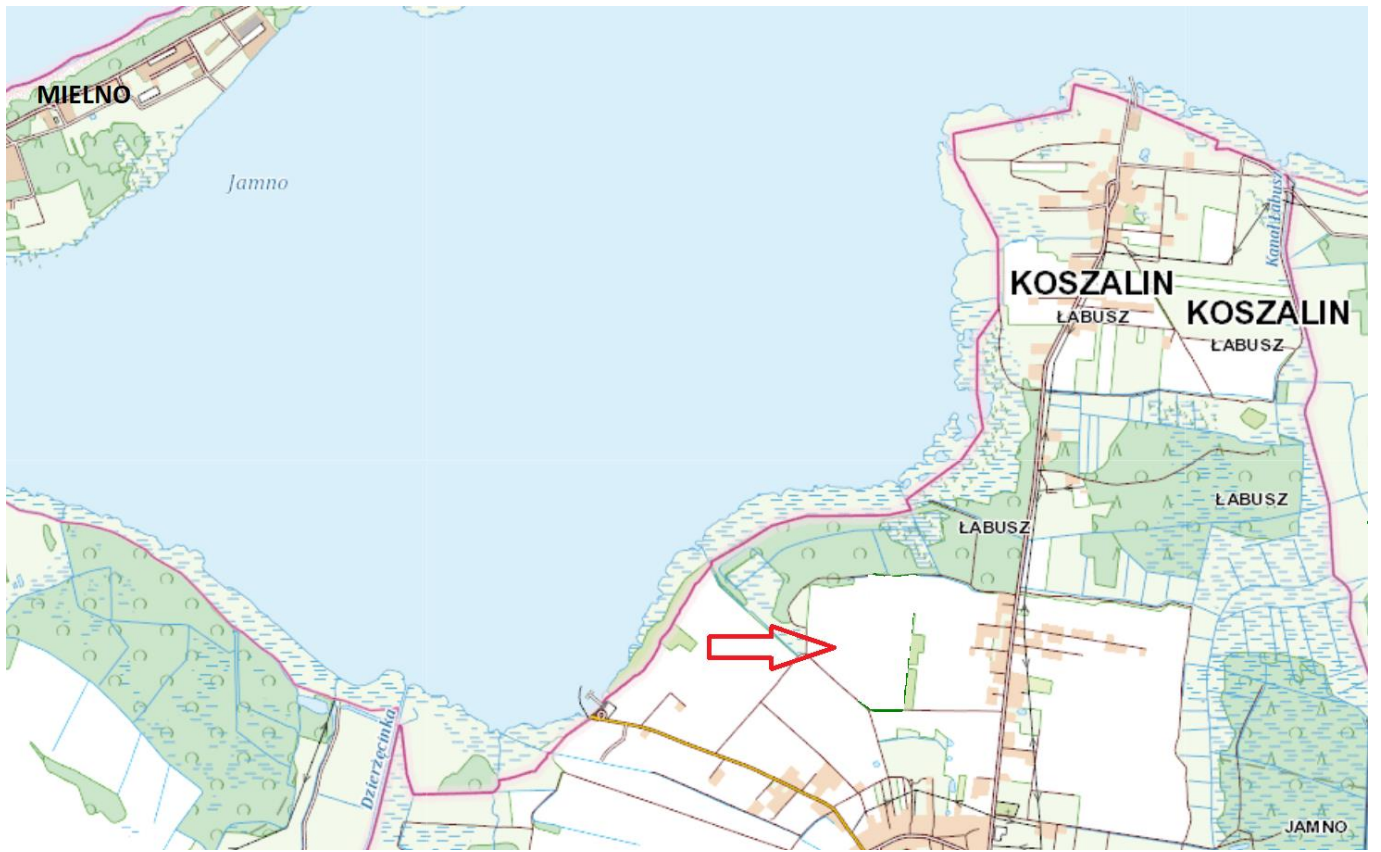 MIELNO
Jamno
Kanał Łabusz
KOSZALIN
ŁABUSZ
KOSZALIN
ŁABUSZ
ŁABUSZ
ŁABUSZ
Dzierżęcinka
JAMNO